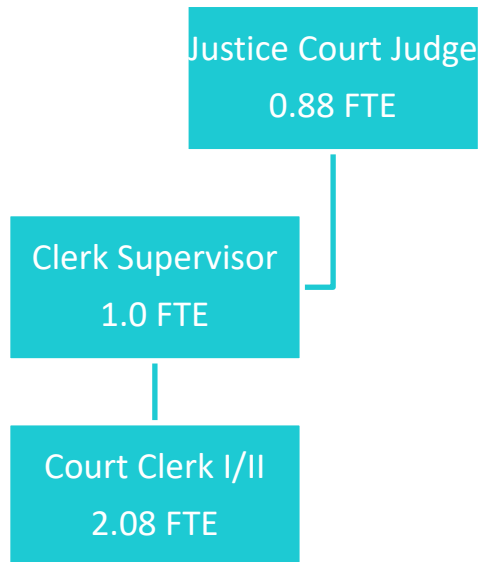 Justice Court Judge
0.88 FTE
Clerk Supervisor
1.0 FTE
Court Clerk I/II
2.08 FTE